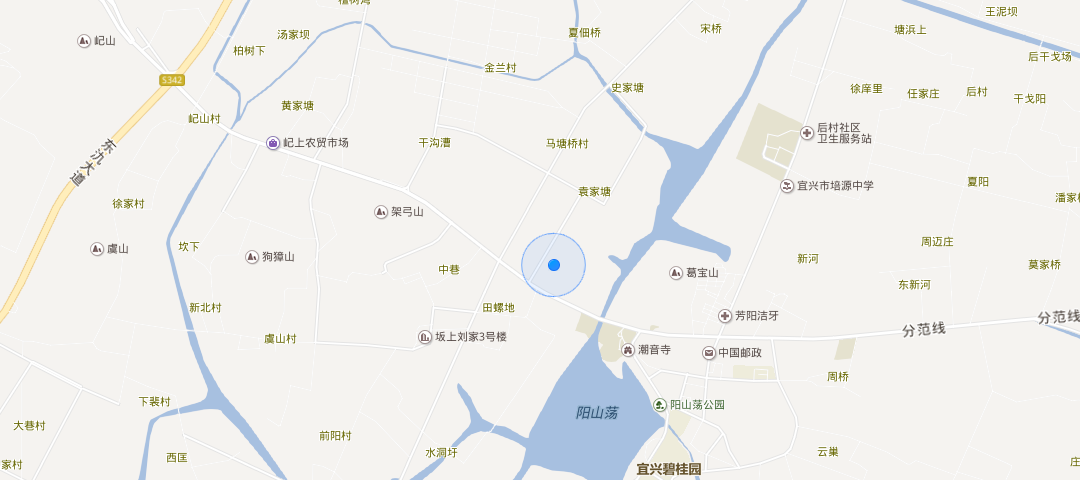 王泥坝
汤家坝
夏佃桥
宋桥
塘浜上
屺山
柏树下
后干戈场
金兰村
S342
史家塘
徐庠里
任家庄
后村
干戈阳
黄家塘
屺山村
后村社区
卫生服务站
屺上农贸市场
干沟漕
马塘桥村
东氿大道
宜兴市培源中学
夏阳
袁家塘
徐家村
架弓山
虞山
坎下
狗獐山
周迈庄
中巷
葛宝山
新河
莫家桥
东新河
新北村
田螺地
芳阳洁牙
分范线
分范线
虞山村
坂上刘家3号楼
潮音寺
中国邮政
周桥
下裴村
阳山荡
阳山荡公园
大巷村
前阳村
水洞圩
云巢
西匡
家村
庄
宜兴碧桂园